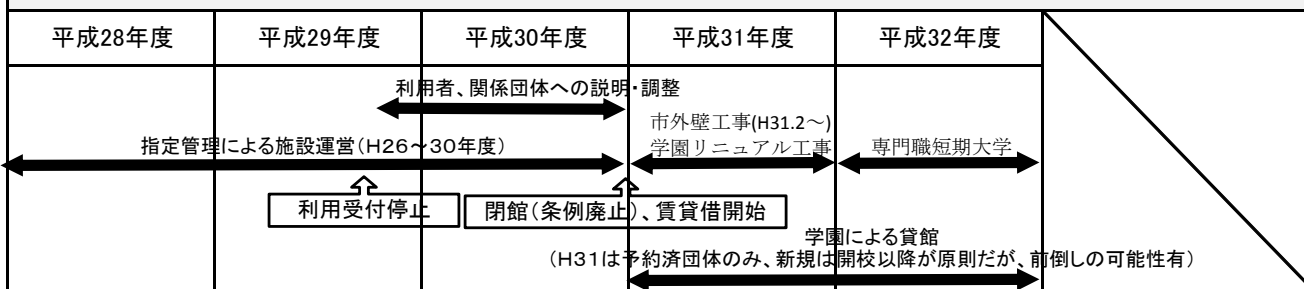 平成28年度 平成29年度 平成30年度 平成31年度 平成32年度
利用者、関係団体への説明・調整
市外壁工事(H31.2～)
指定管理による施設運営(H26～30年度)
学園リニュアル工事
専門職短期大学
利用受付停止
閉館(条例廃止)、賃貸借開始
学園による貸館
(H31は予約済団体のみ、新規は開校以降が原則だが、前倒しの可能性有)